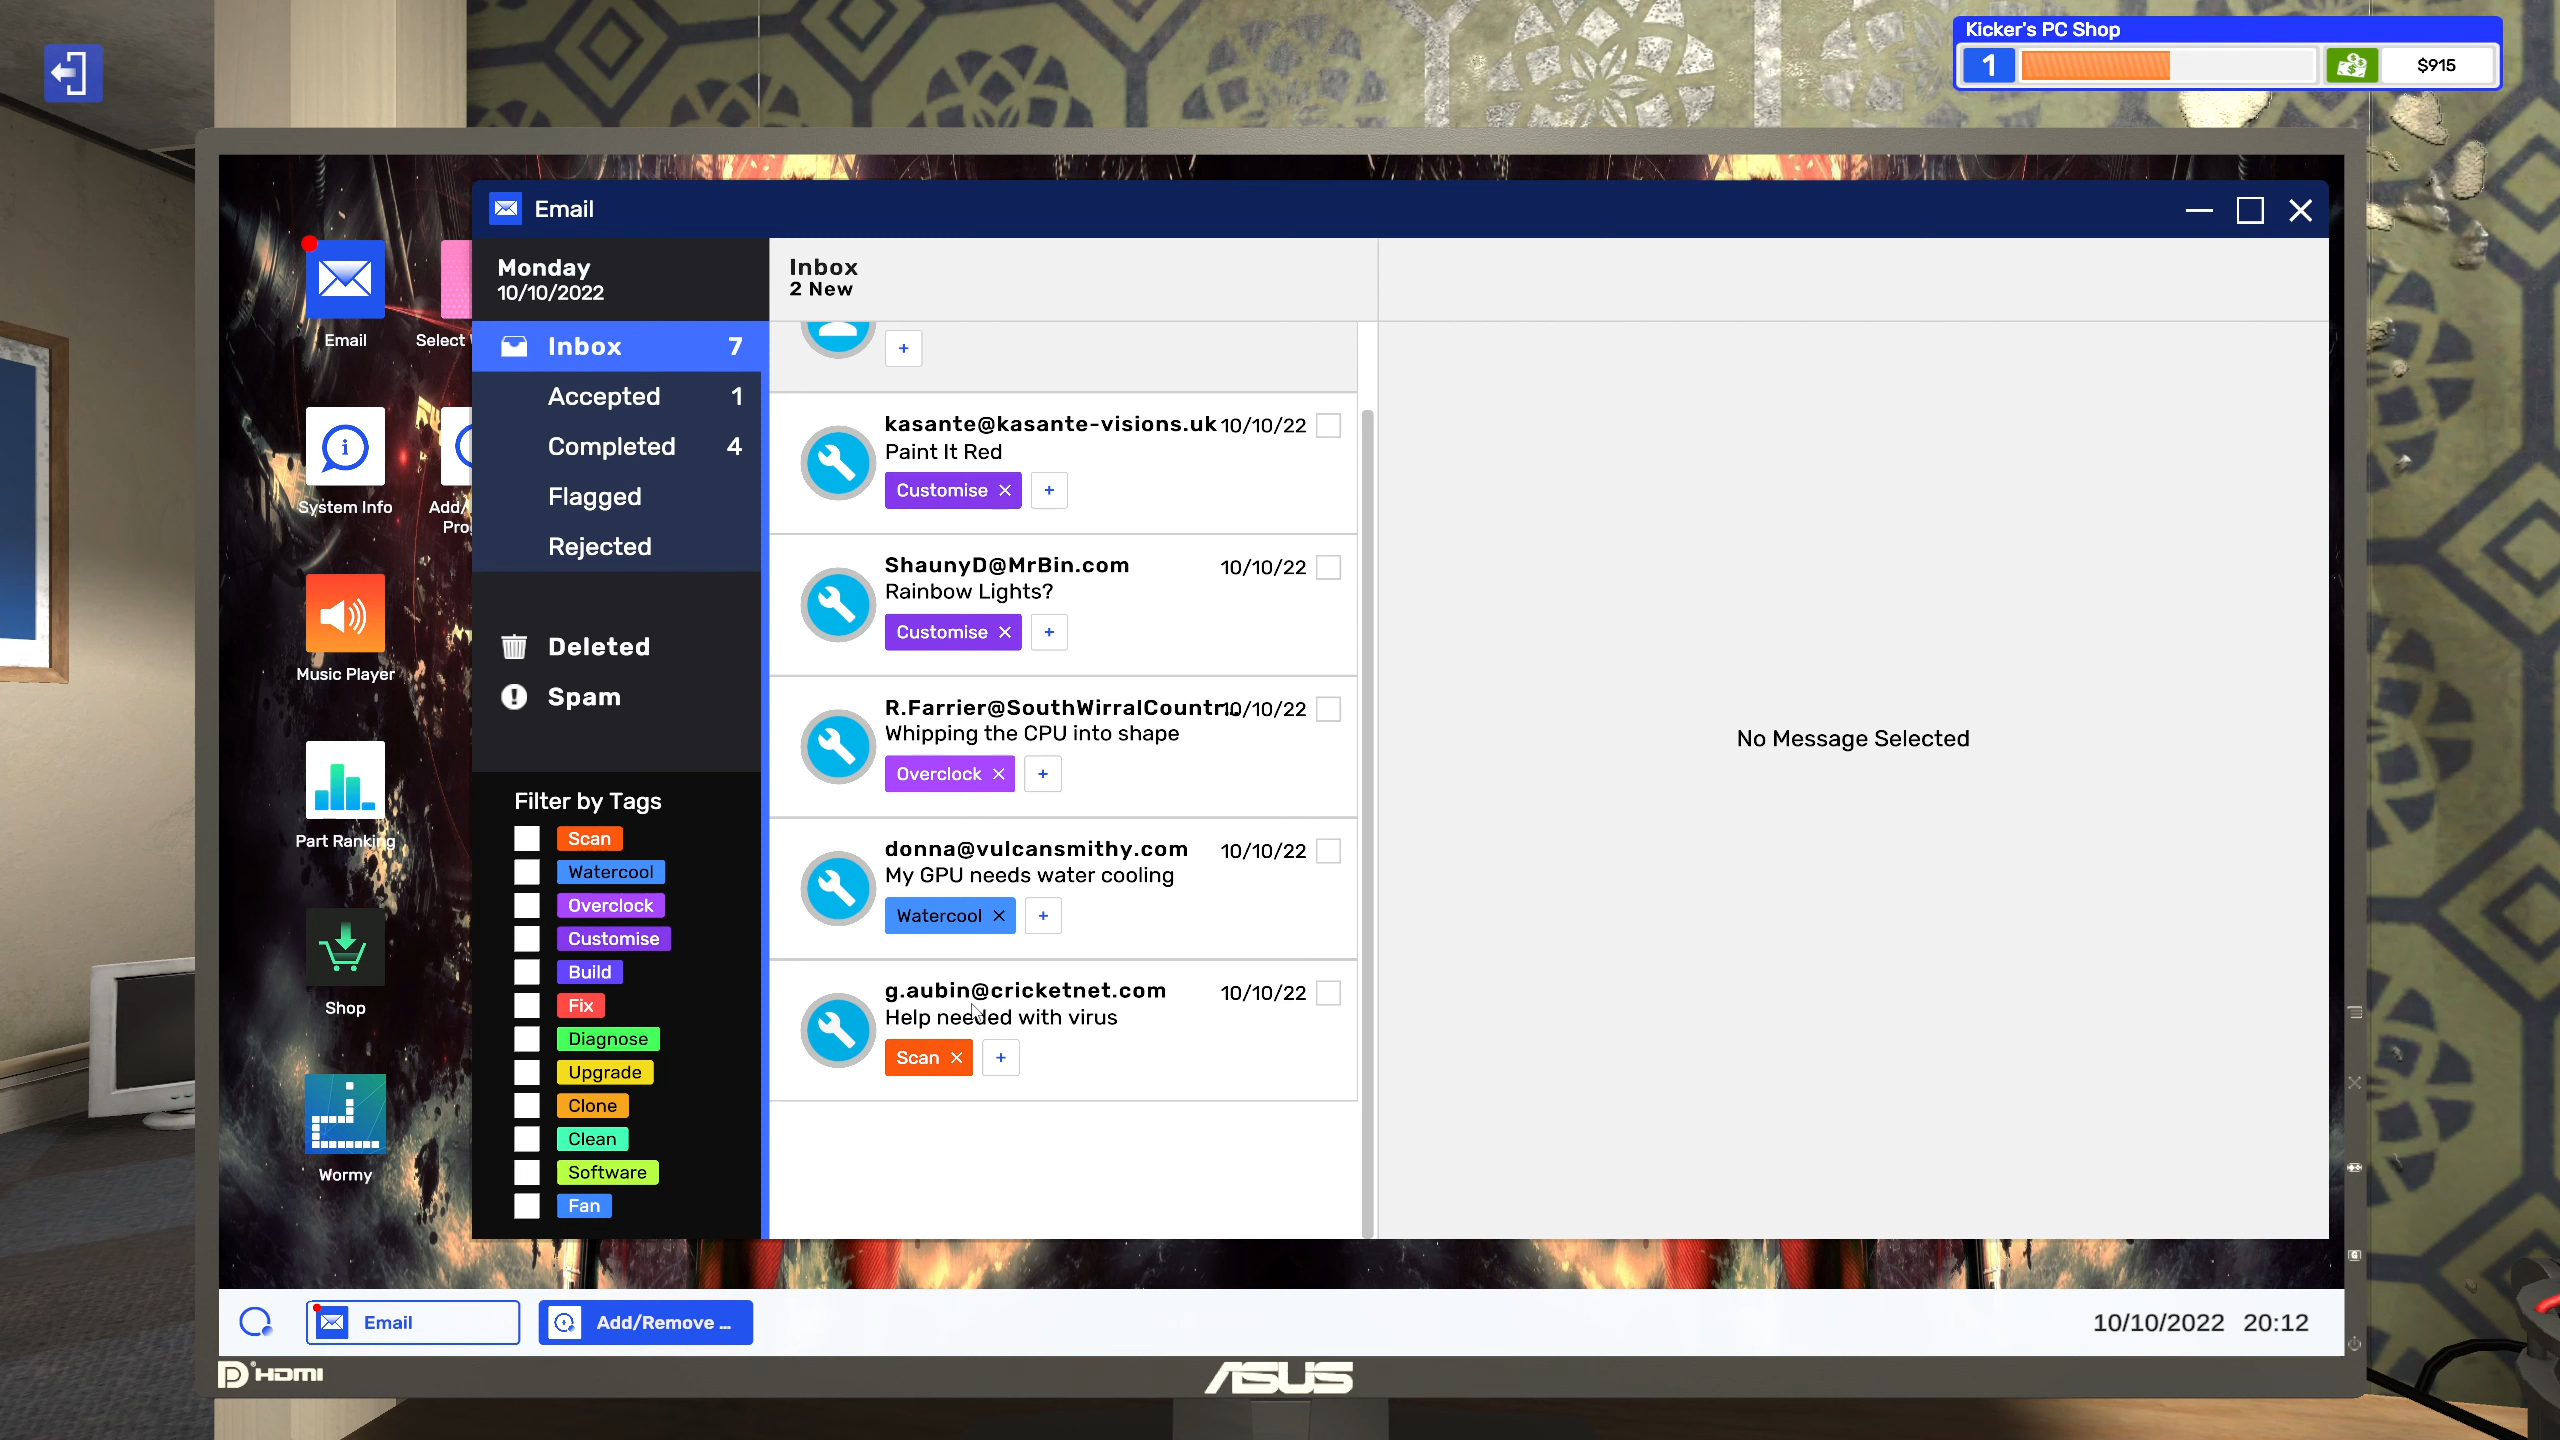 Kicker's PC Shop
1
$915
Email
Monday
10/10/2022
Inbox
2 New
Inbox 7
Accepted 1
Completed 4
Flagged
Rejected
Deleted
Spam
Filter by Tags
Scan
Watercool
Overclock
Customise
Build
Fix
Diagnose
Upgrade
Clone
Clean
Software
Fan
+
kasante@kasante-visions.uk 10/10/22
Paint It Red
Customise × +
ShaunyD@MrBin.com 10/10/22
Rainbow Lights?
Customise × +
R.Farrier@SouthWirralCountr... 10/10/22
Whipping the CPU into shape
Overclock × +
donna@vulcansmithy.com 10/10/22
My GPU needs water cooling
Watercool × +
g.aubin@cricketnet.com 10/10/22
Help needed with virus
Scan × +
No Message Selected
Email
Select
System Info
Add/
Pro
Music Player
Part Ranking
Shop
Wormy
Email
Add/Remove ...
10/10/2022 20:12
HDMI
ASUS